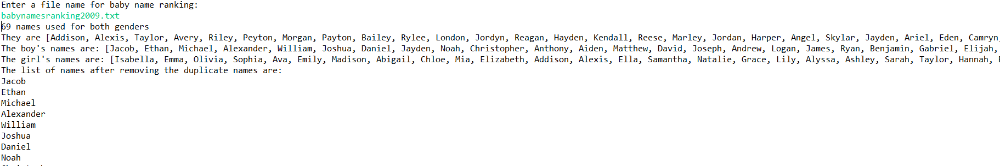 Enter a file name for baby name ranking:
babynamesranking2009.txt
69 names used for both genders
They are [Addison, Alexis, Taylor, Avery, Riley, Peyton, Morgan, Payton, Bailey, Rylee, London, Jordyn, Reagan, Hayden, Kendall, Reese, Marley, Jordan, Harper, Angel, Skylar, Jayden, Ariel, Eden, Camryn,
The boy's names are: [Jacob, Ethan, Michael, Alexander, William, Joshua, Daniel, Jayden, Noah, Christopher, Anthony, Aiden, Matthew, David, Joseph, Andrew, Logan, James, Ryan, Benjamin, Gabriel, Elijah,
The girl's names are: [Isabella, Emma, Olivia, Sophia, Ava, Emily, Madison, Abigail, Chloe, Mia, Elizabeth, Addison, Alexis, Ella, Samantha, Natalie, Grace, Lily, Alyssa, Ashley, Sarah, Taylor, Hannah,
The list of names after removing the duplicate names are:
Jacob
Ethan
Michael
Alexander
William
Joshua
Daniel
Noah